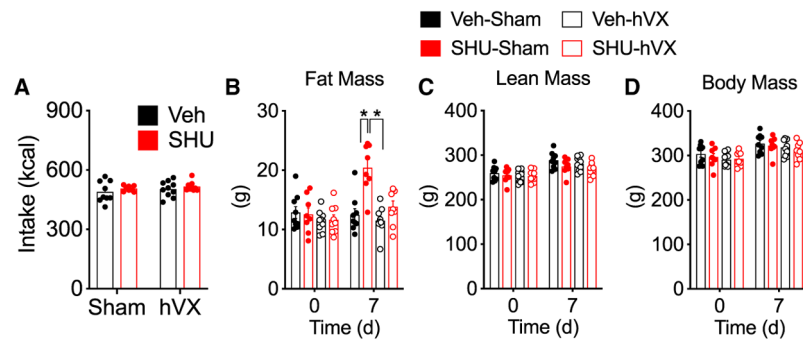 Veh-Sham Veh-hVX
SHU-Sham SHU-hVX
A
Intake (kcal)
900
600
300
0
Veh
SHU
Sham hVX
B
Fat Mass
(g)
30
20
10
0
* *
0 7
Time (d)
C
Lean Mass
(g)
400
300
200
100
0
0 7
Time (d)
D
Body Mass
(g)
400
300
200
100
0
0 7
Time (d)